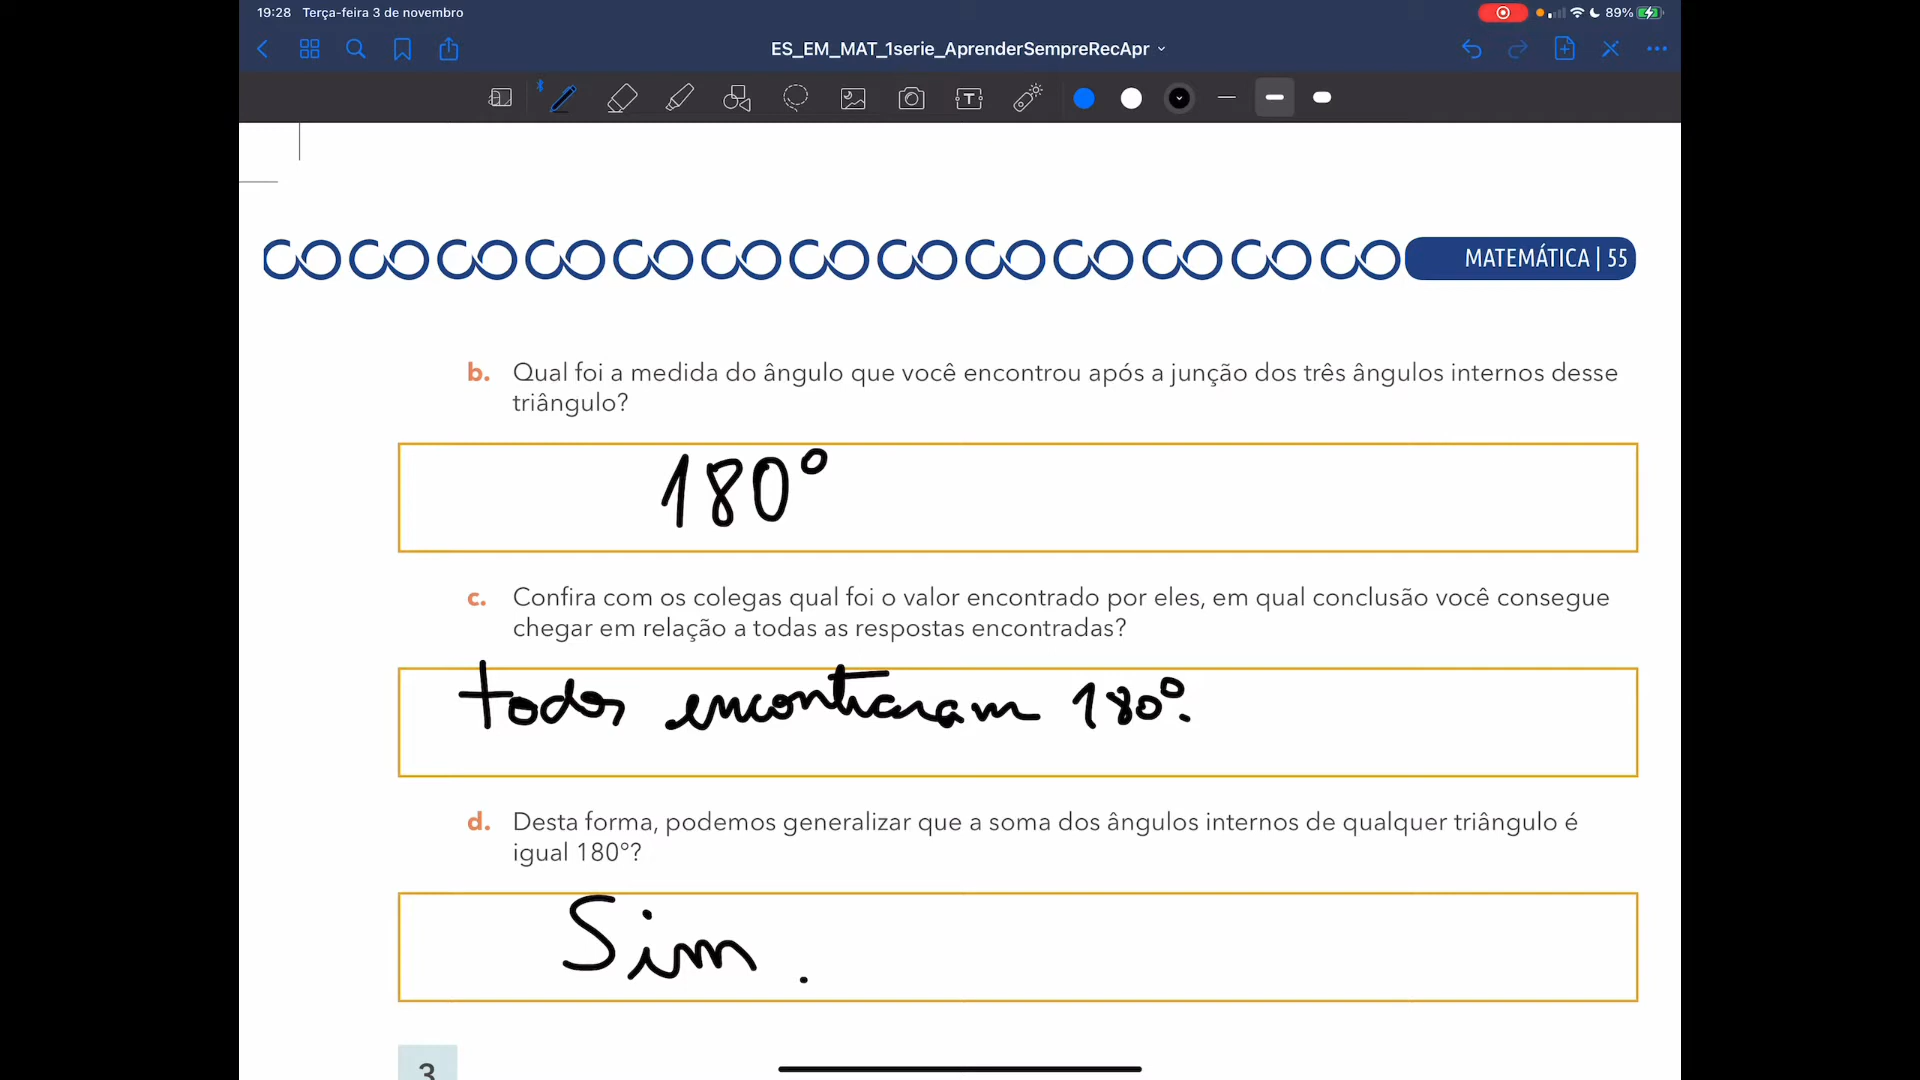 19:28 Terça-feira 3 de novembro
89%
ES_EM_MAT_1serie_AprenderSempreRecApr
MATEMÁTICA | 55
b. Qual foi a medida do ângulo que você encontrou após a junção dos três ângulos internos desse
triângulo?
180°
c. Confira com os colegas qual foi o valor encontrado por eles, em qual conclusão você consegue
chegar em relação a todas as respostas encontradas?
todos encontraram 180°.
d. Desta forma, podemos generalizar que a soma dos ângulos internos de qualquer triângulo é
igual 180°?
Sim.
3